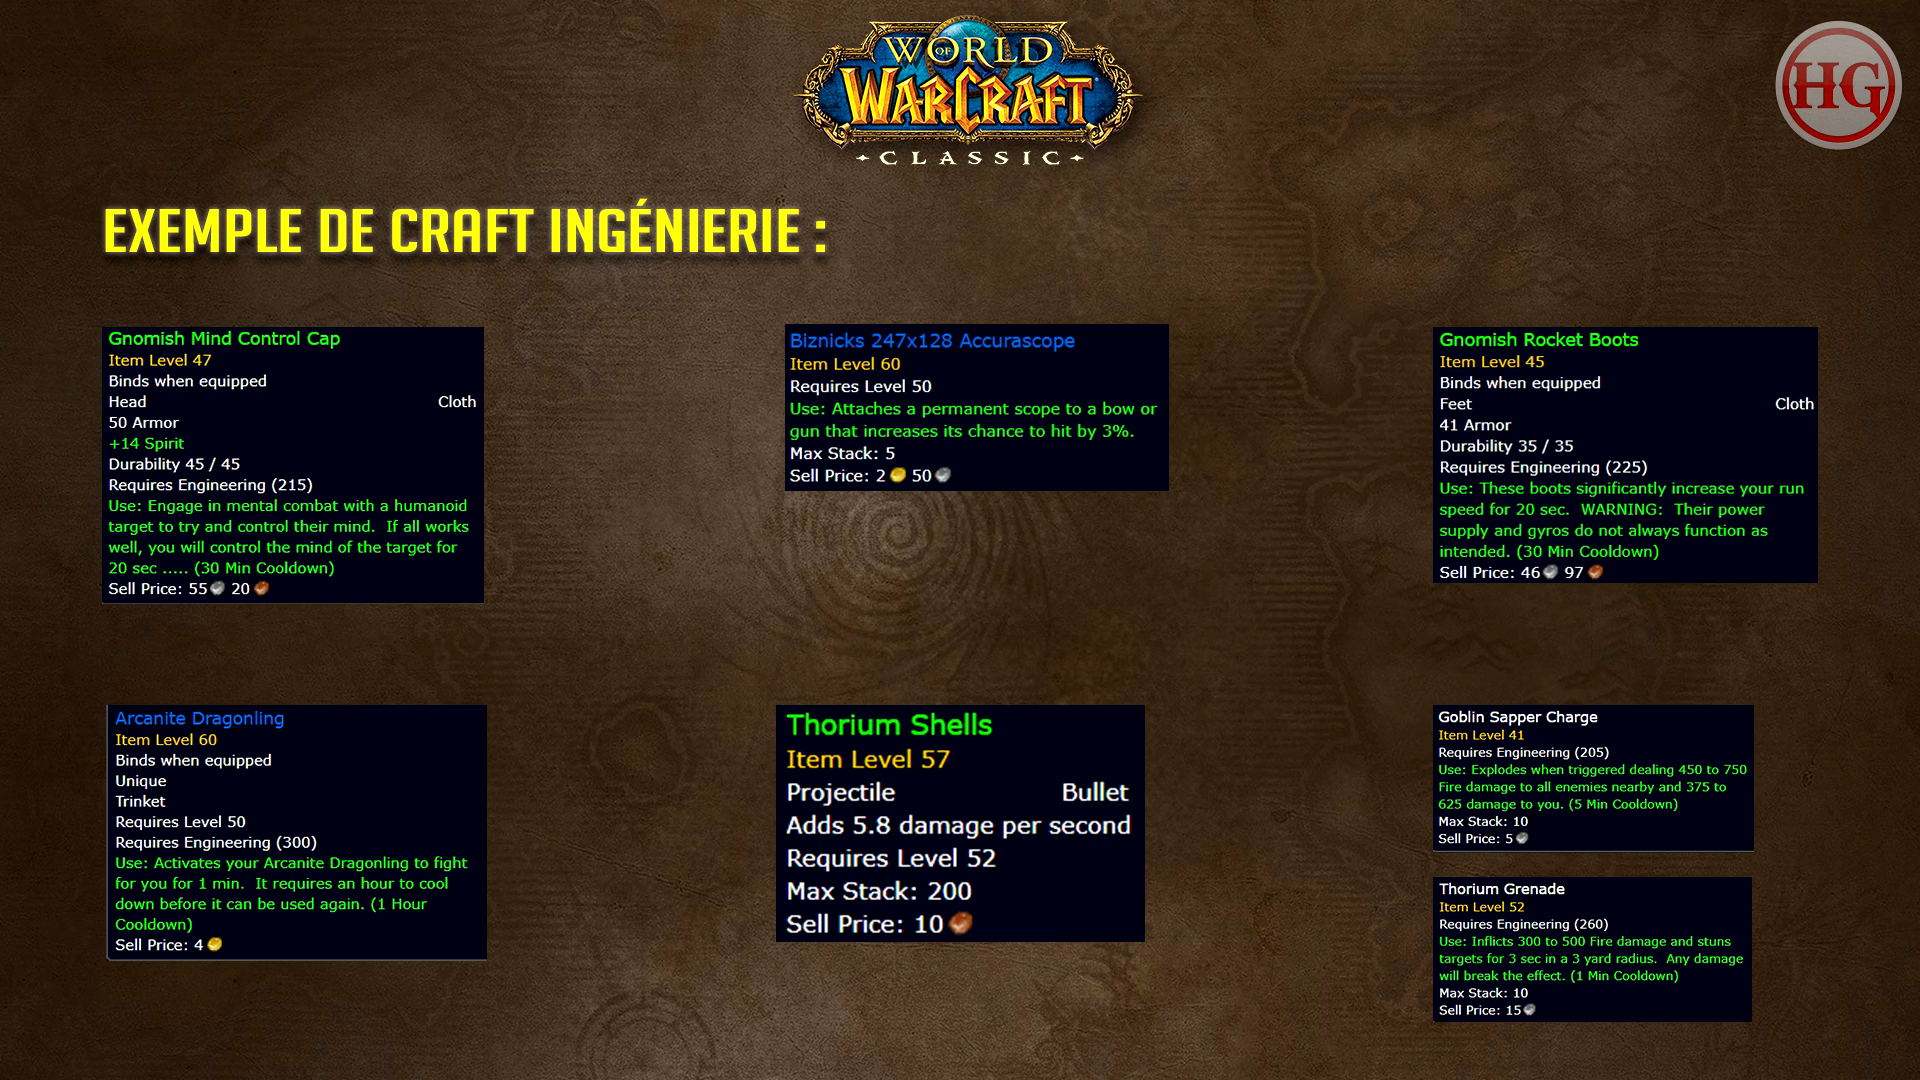 WORLD
OF
WARCRAFT
CLASSIC
HG
EXEMPLE DE CRAFT INGÉNIERIE :
Gnomish Mind Control Cap
Item Level 47
Binds when equipped
Head Cloth
50 Armor
+14 Spirit
Durability 45 / 45
Requires Engineering (215)
Use: Engage in mental combat with a humanoid
target to try and control their mind. If all works
well, you will control the mind of the target for
20 sec ..... (30 Min Cooldown)
Sell Price: 55 20
Biznicks 247x128 Accurascope
Item Level 60
Requires Level 50
Use: Attaches a permanent scope to a bow or
gun that increases its chance to hit by 3%.
Max Stack: 5
Sell Price: 2 50
Gnomish Rocket Boots
Item Level 45
Binds when equipped
Feet Cloth
41 Armor
Durability 35 / 35
Requires Engineering (225)
Use: These boots significantly increase your run
speed for 20 sec. WARNING: Their power
supply and gyros do not always function as
intended. (30 Min Cooldown)
Sell Price: 46 97
Arcanite Dragonling
Item Level 60
Binds when equipped
Unique
Trinket
Requires Level 50
Requires Engineering (300)
Use: Activates your Arcanite Dragonling to fight
for you for 1 min. It requires an hour to cool
down before it can be used again. (1 Hour
Cooldown)
Sell Price: 4
Thorium Shells
Item Level 57
Projectile Bullet
Adds 5.8 damage per second
Requires Level 52
Max Stack: 200
Sell Price: 10
Goblin Sapper Charge
Item Level 41
Requires Engineering (205)
Use: Explodes when triggered dealing 450 to 750
Fire damage to all enemies nearby and 375 to
625 damage to you. (5 Min Cooldown)
Max Stack: 10
Sell Price: 5
Thorium Grenade
Item Level 52
Requires Engineering (260)
Use: Inflicts 300 to 500 Fire damage and stuns
targets for 3 sec in a 3 yard radius. Any damage
will break the effect. (1 Min Cooldown)
Max Stack: 10
Sell Price: 15